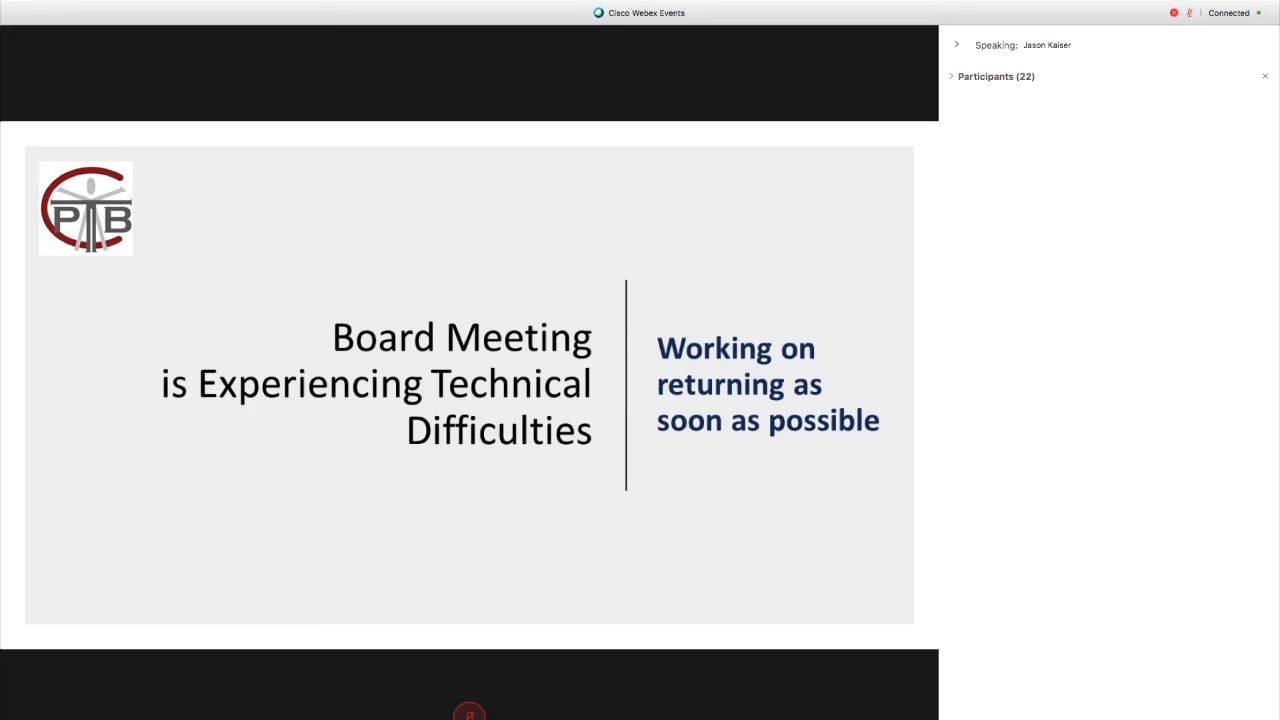 Cisco Webex Events
Connected
Speaking: Jason Kaiser
Participants (22)
PTB
Board Meeting
is Experiencing Technical
Difficulties
Working on
returning as
soon as possible